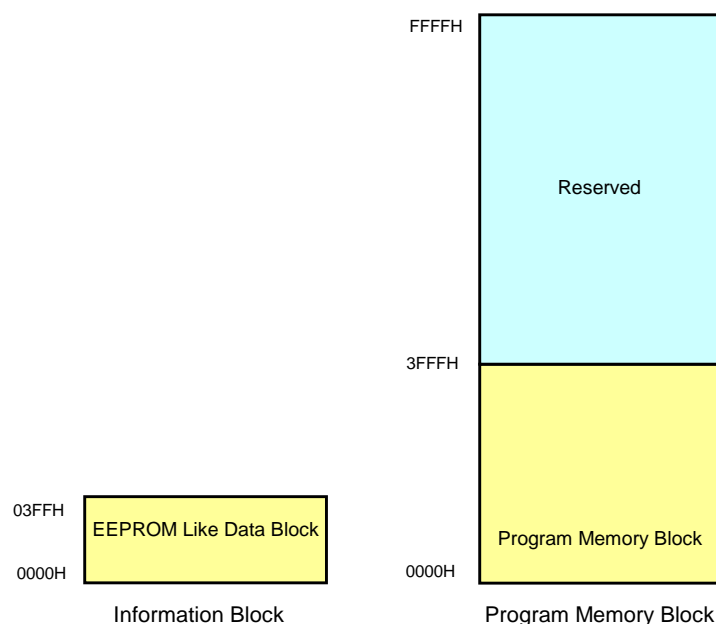 FFFFH
Reserved
3FFFH
03FFH
EEPROM Like Data Block
Program Memory Block
0000H
0000H
Information Block
Program Memory Block